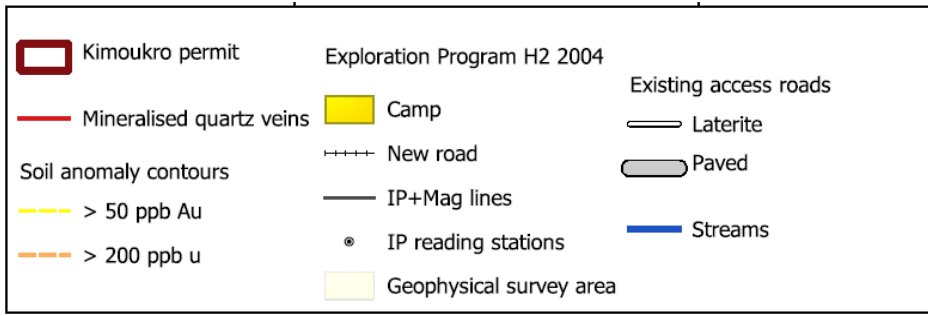 Kimoukro permit
Mineralised quartz veins
Soil anomaly contours
> 50 ppb Au
> 200 ppb u
Exploration Program H2 2004
Camp
New road
IP+Mag lines
IP reading stations
Geophysical survey area
Existing access roads
Laterite
Paved
Streams